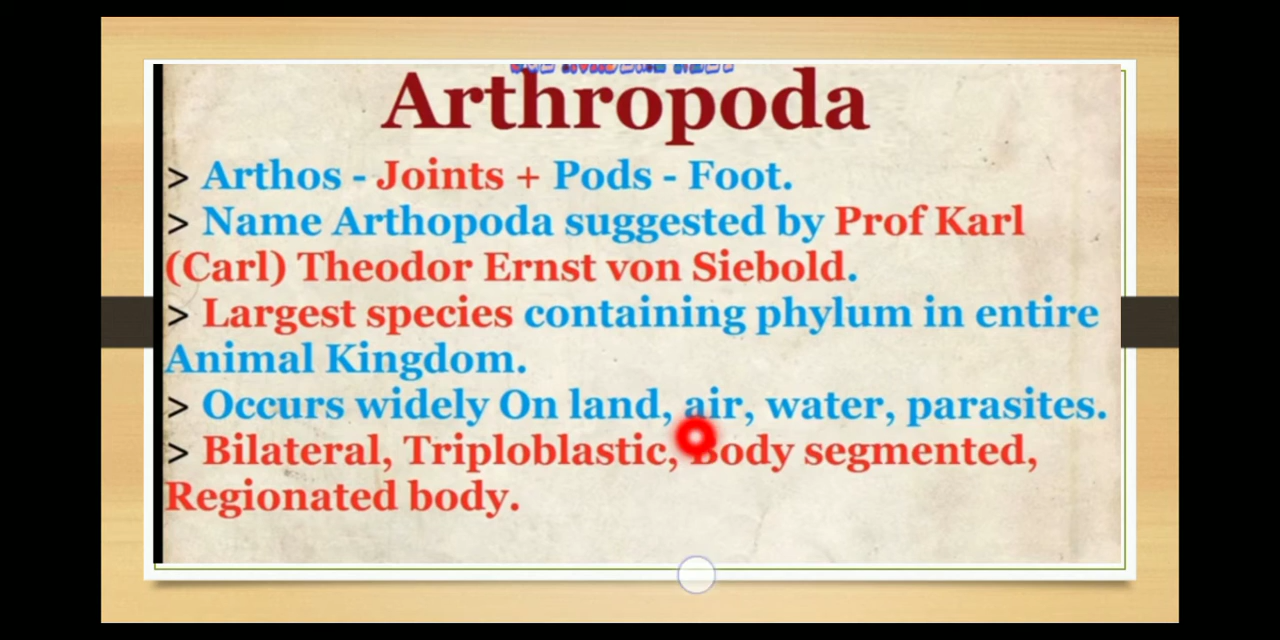 Arthropoda
> Arthos - Joints + Pods - Foot.
> Name Arthopoda suggested by Prof Karl
(Carl) Theodor Ernst von Siebold.
> Largest species containing phylum in entire
Animal Kingdom.
> Occurs widely On land, air, water, parasites.
> Bilateral, Triploblastic, Body segmented,
Regionated body.